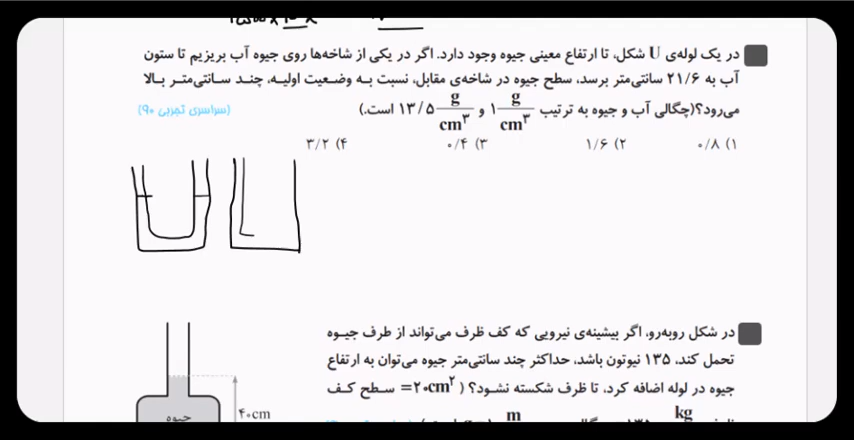 در یک لوله‌ی U شکل، تا ارتفاع معینی جیوه وجود دارد. اگر در یکی از شاخه‌ها روی جیوه آب بریزیم تا ستون
آب به ۲۱/۶ سانتی‌متر برسد، سطح جیوه در شاخه‌ی مقابل، نسبت به وضعیت اولیه، چند سانتی‌متر بالا
می‌رود؟(چگالی آب و جیوه به ترتیب ۱ g/cm³ و ۱۳/۵ g/cm³ است.) (سراسری تجربی ۹۰)
۱) ۰/۸ ۲) ۱/۶ ۳) ۰/۴ ۴) ۳/۲
در شکل روبه‌رو، اگر بیشینه‌ی نیرویی که کف ظرف می‌تواند از طرف جیوه
تحمل کند، ۱۳۵ نیوتون باشد، حداکثر چند سانتی‌متر جیوه می‌توان به ارتفاع
جیوه در لوله اضافه کرد، تا ظرف شکسته نشود؟ ( ۲۰cm² = سطح کف
۴۰cm
جیوه
kg
m